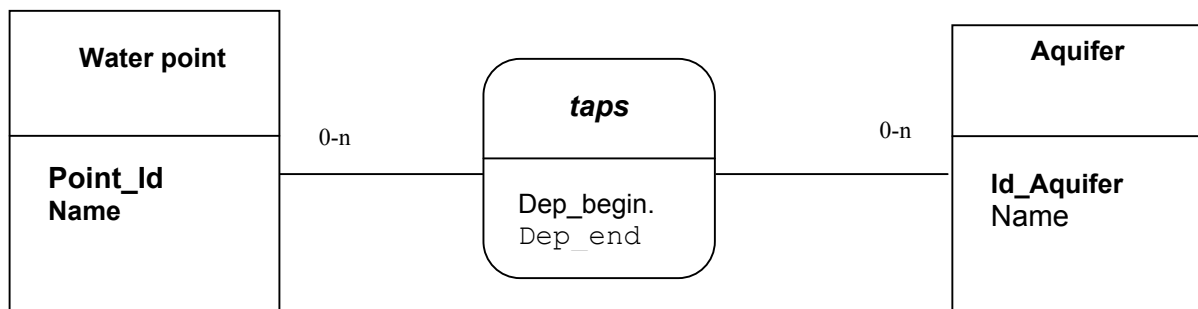 Water point
Point_Id
Name
0-n
taps
Dep_begin.
Dep_end
0-n
Aquifer
Id_Aquifer
Name